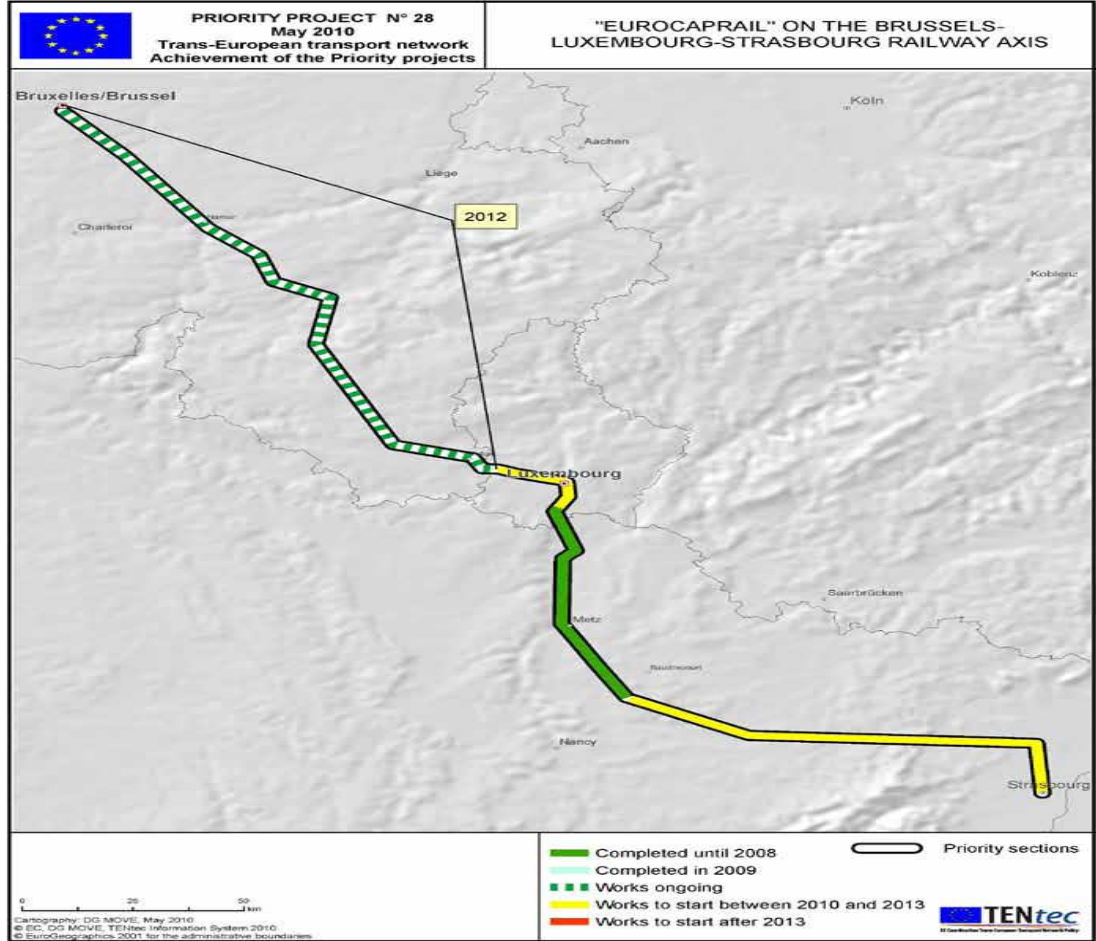 PRIORITY PROJECT N° 28
May 2010
Trans-European transport network
Achievement of the Priority projects
"EUROCAPRAIL" ON THE BRUSSELS-
LUXEMBOURG-STRASBOURG RAILWAY AXIS
Bruxelles/Brussel
Köln
Aachen
Liège
2012
Namur
Charleroi
Koblenz
Luxembourg
Saarbrücken
Metz
Baudrecourt
Nancy
Strasbourg
Completed until 2008
Completed in 2009
Works ongoing
Works to start between 2010 and 2013
Works to start after 2013
Priority sections
0 25 50
km
Cartography: DG MOVE, May 2010
© EC, DG MOVE, TENtec Information System 2010
© EuroGeographics 2001 for the administrative boundaries
TENtec